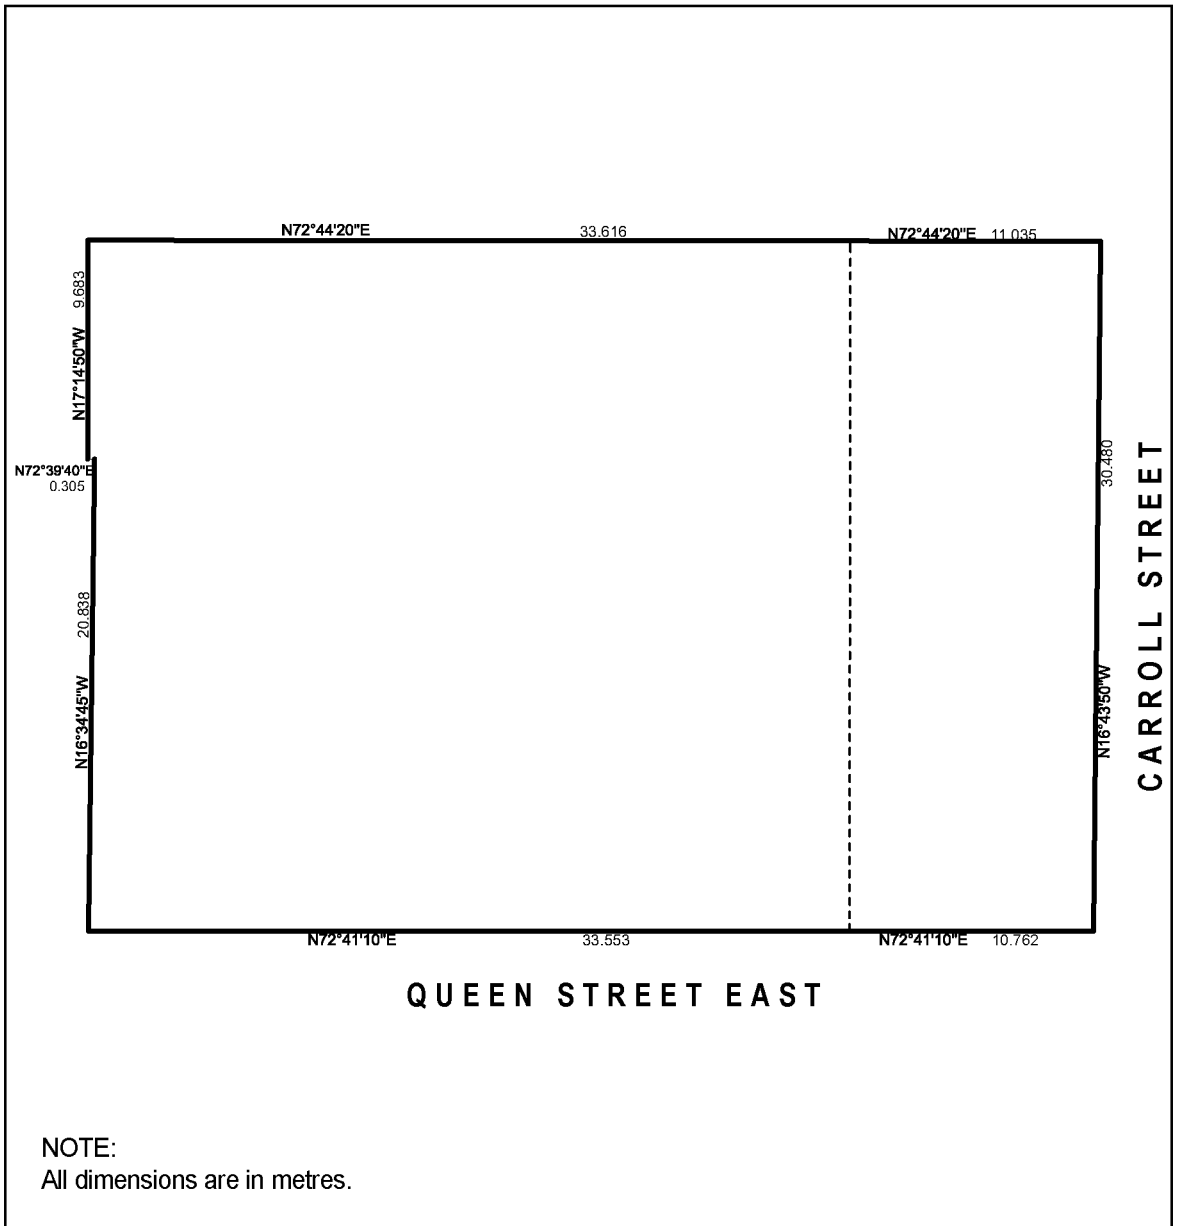 N72°44'20"E 33.616 N72°44'20"E 11.035
9.683
N17°14'50"W
N72°39'40"E
0.305
20.838
N16°34'45"W
30.480
N16°43'50"W
CARROLL STREET
N72°41'10"E 33.553 N72°41'10"E 10.762
QUEEN STREET EAST
NOTE:
All dimensions are in metres.